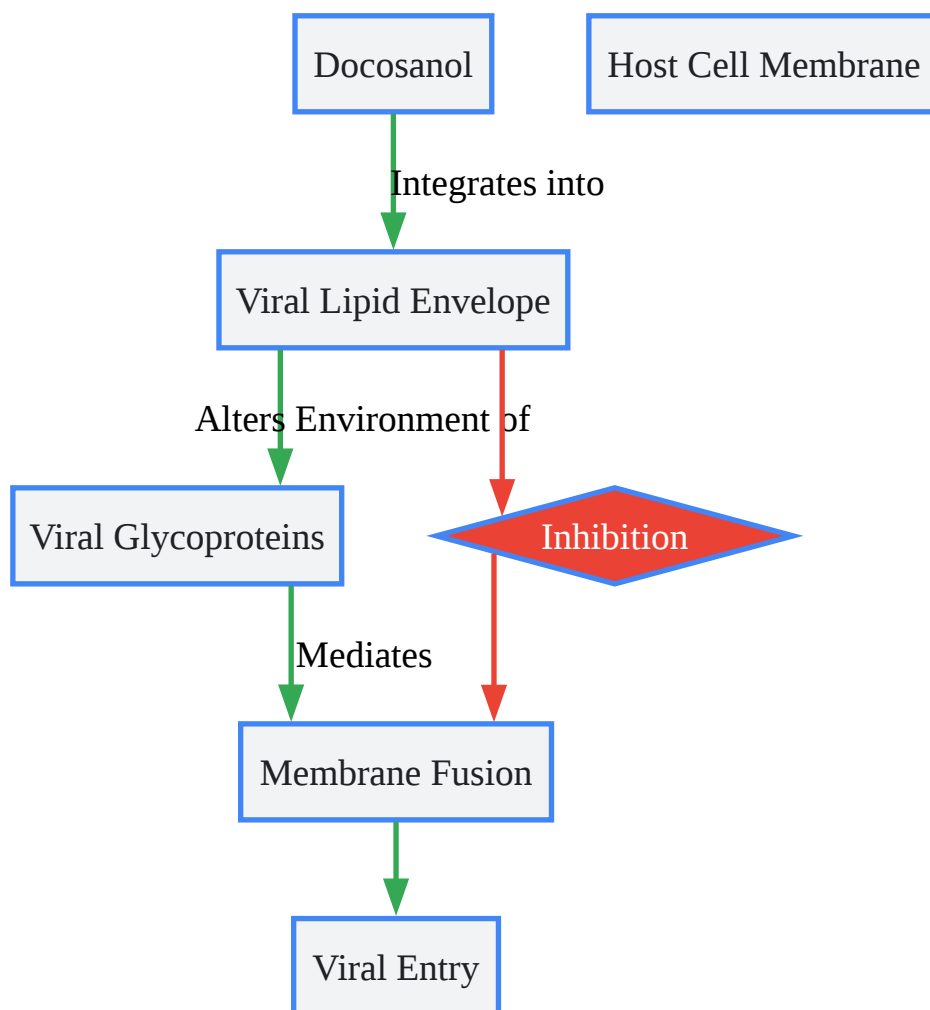 Docosanol
Host Cell Membrane
Integrates into
Viral Lipid Envelope
Alters Environment of
Viral Glycoproteins
Inhibition
Mediates
Membrane Fusion
Viral Entry